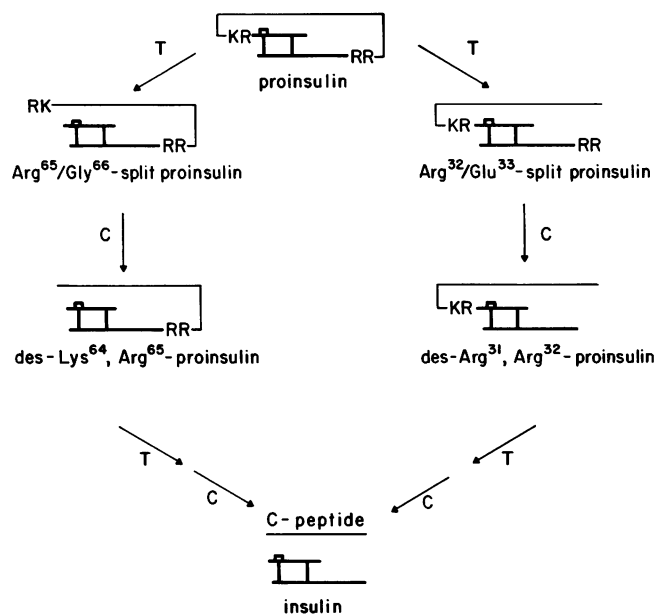 KR
RR
T
T
proinsulin
RK
RR
KR
RR
Arg⁶⁵/Gly⁶⁶-split proinsulin
Arg³²/Glu³³-split proinsulin
C
C
RR
KR
des-Lys⁶⁴, Arg⁶⁵-proinsulin
des-Arg³¹, Arg³²-proinsulin
T
T
C
C
C-peptide
insulin